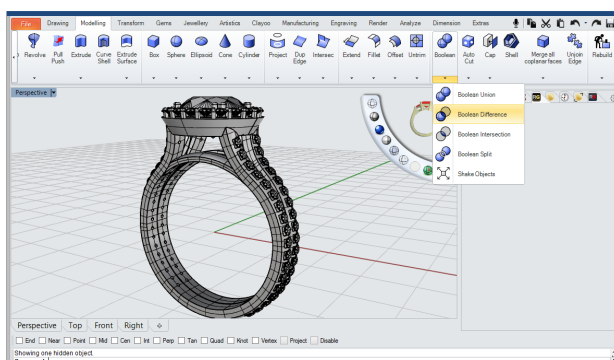 File Drawing Modelling Transform Gems Jewellery Artistics Clayoo Manufacturing Engraving Render Analyze Dimension Extras
Revolve Pull Push Extrude Curve Shell Extrude Surface Box Sphere Ellipsoid Cone Cylinder Project Dup Edge Intersec Extend Fillet Offset Untrim Boolean Auto Cut Cap Shell Merge all coplanar faces Unjoin Edge Rebuild
Perspective
Boolean Union
Boolean Difference
Boolean Intersection
Boolean Split
Shake Objects
Perspective Top Front Right
End Near Point Mid Cen Int Perp Tan Quad Knot Vertex Project Disable
Showing one hidden object.